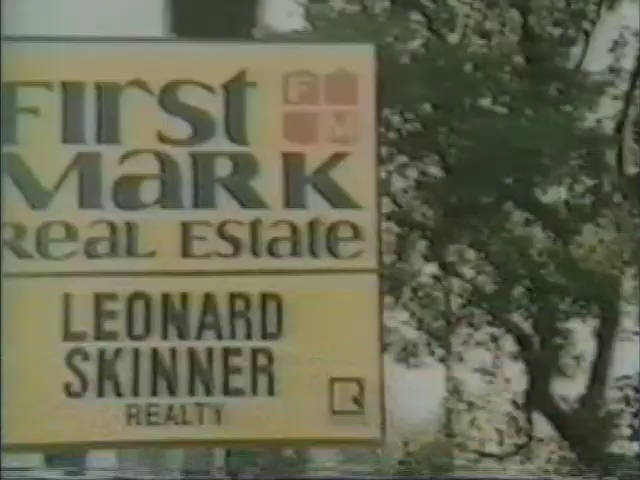 First
Mark
Real Estate
F
M
LEONARD
SKINNER
REALTY
R